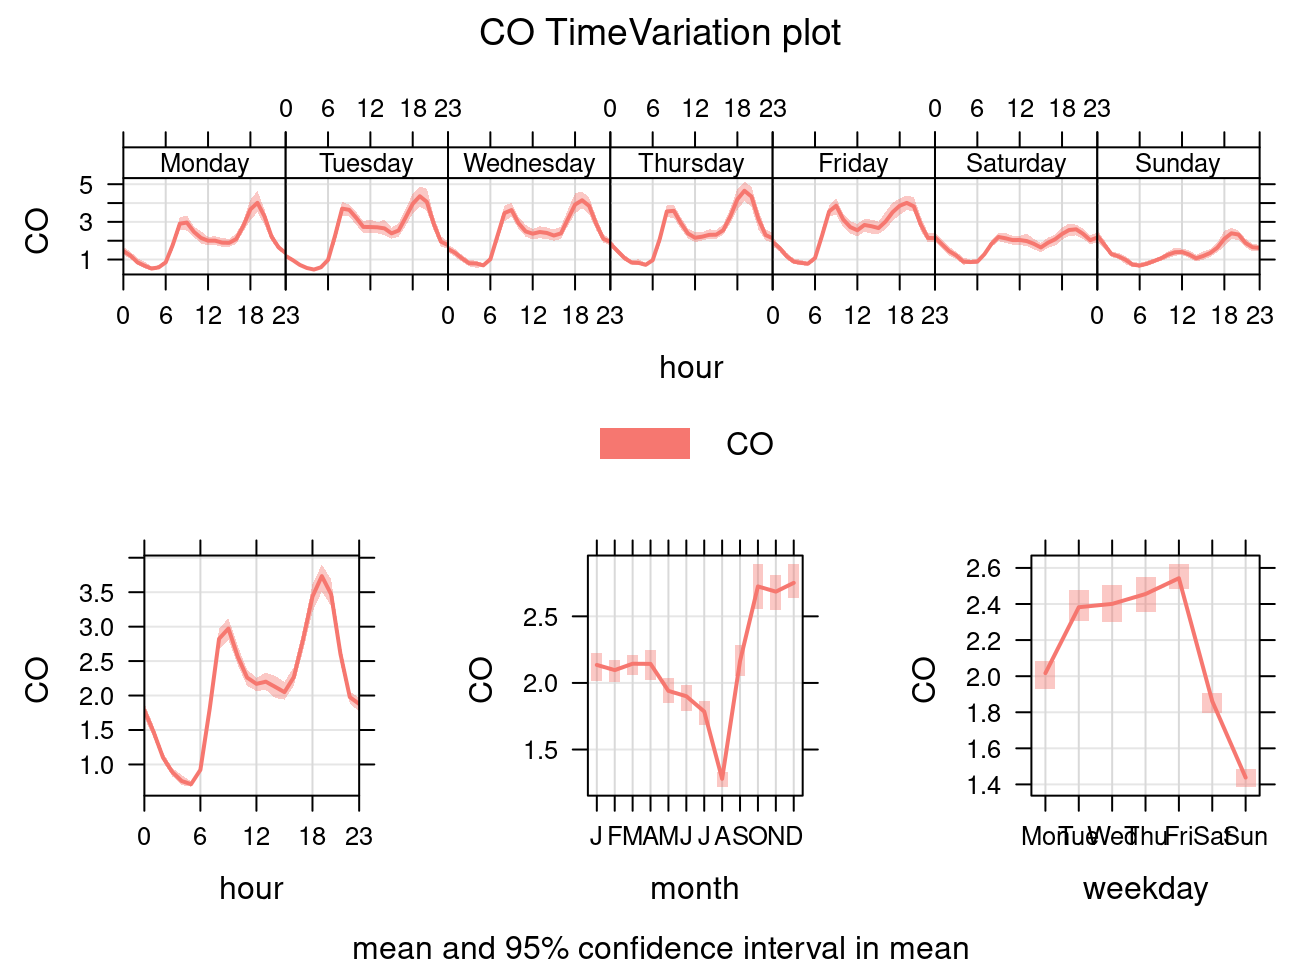 CO TimeVariation plot
0 6 12 18 23 0 6 12 18 23 0 6 12 18 23
Monday Tuesday Wednesday Thursday Friday Saturday Sunday
5
3
1
CO
0 6 12 18 23 0 6 12 18 23 0 6 12 18 23 0 6 12 18 23
hour
CO
3.5
3.0
2.5
2.0
1.5
1.0
CO
0 6 12 18 23
hour
2.5
2.0
1.5
CO
J F M A M J J A S O N D
month
2.6
2.4
2.2
2.0
1.8
1.6
1.4
CO
Mon Tue Wed Thu Fri Sat Sun
weekday
mean and 95% confidence interval in mean